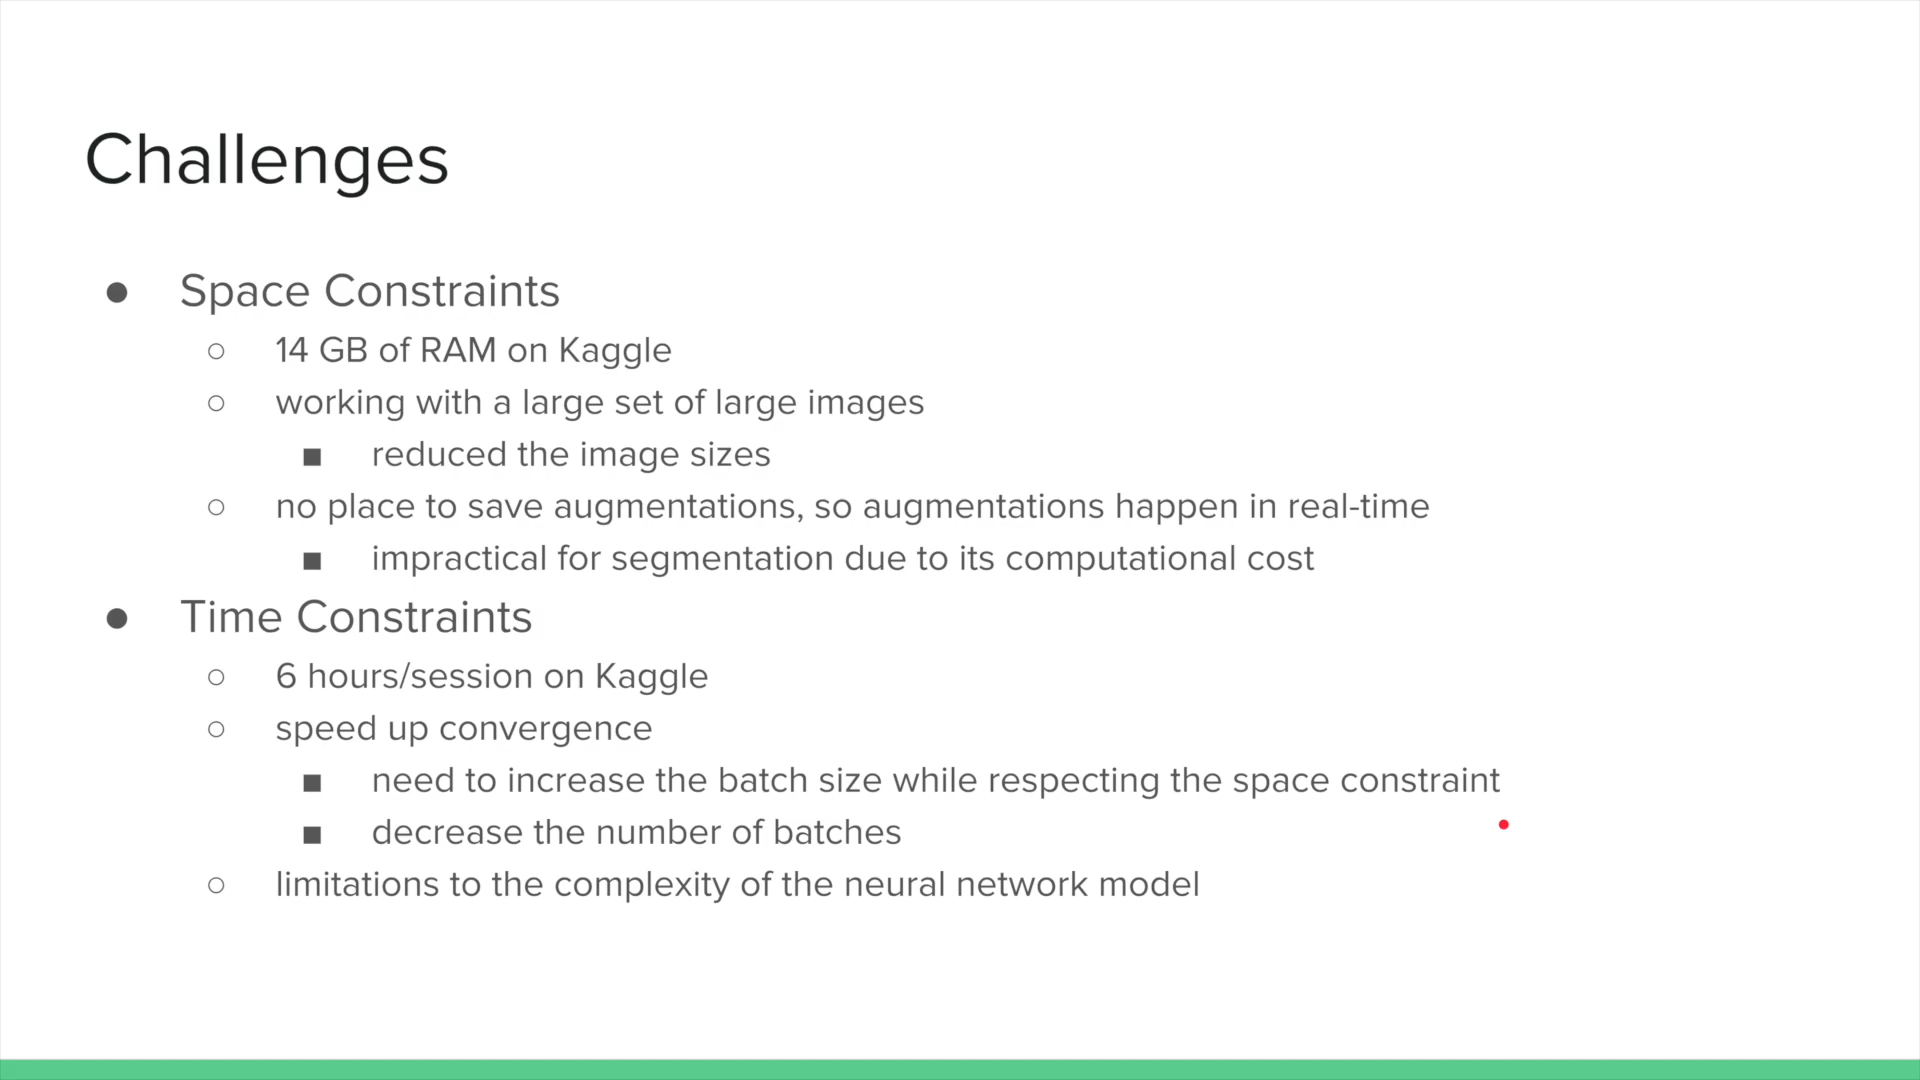 Challenges
● Space Constraints
○ 14 GB of RAM on Kaggle
○ working with a large set of large images
■ reduced the image sizes
○ no place to save augmentations, so augmentations happen in real-time
■ impractical for segmentation due to its computational cost
● Time Constraints
○ 6 hours/session on Kaggle
○ speed up convergence
■ need to increase the batch size while respecting the space constraint
■ decrease the number of batches
○ limitations to the complexity of the neural network model